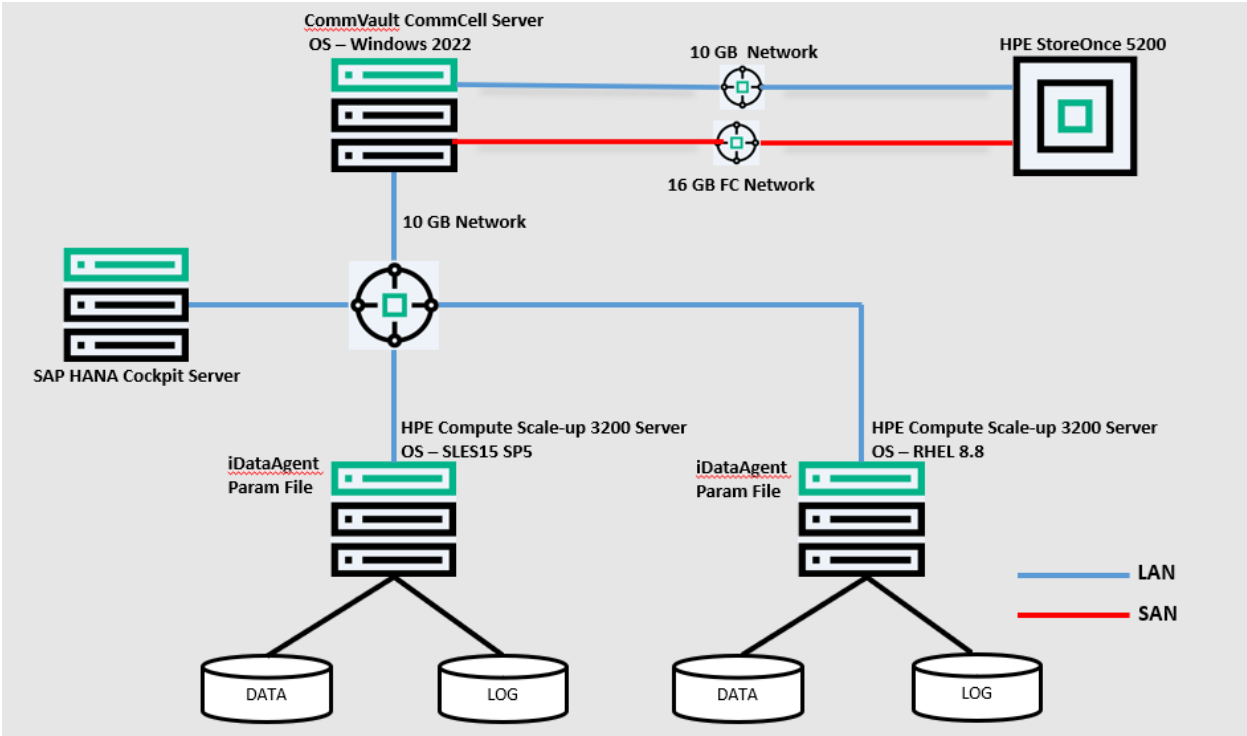 CommVault CommCell Server
OS – Windows 2022
10 GB  Network
HPE StoreOnce 5200
16 GB FC Network
10 GB Network
SAP HANA Cockpit Server
HPE Compute Scale-up 3200 Server
OS – SLES15 SP5
iDataAgent
Param File
HPE Compute Scale-up 3200 Server
OS – RHEL 8.8
iDataAgent
Param File
LAN
SAN
DATA
LOG
DATA
LOG